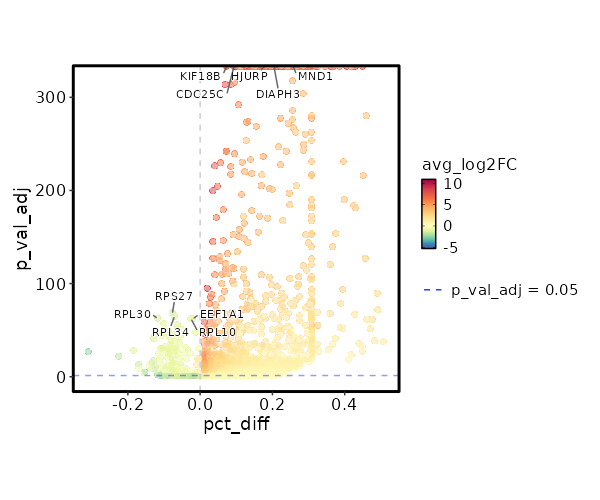 KIF18B
HJURP
MND1
CDC25C
DIAPH3
300
200
100
0
p_val_adj
RPS27
RPL30
EEF1A1
RPL34
RPL10
-0.2
0.0
0.2
0.4
pct_diff
avg_log2FC
10
5
0
-5
p_val_adj = 0.05